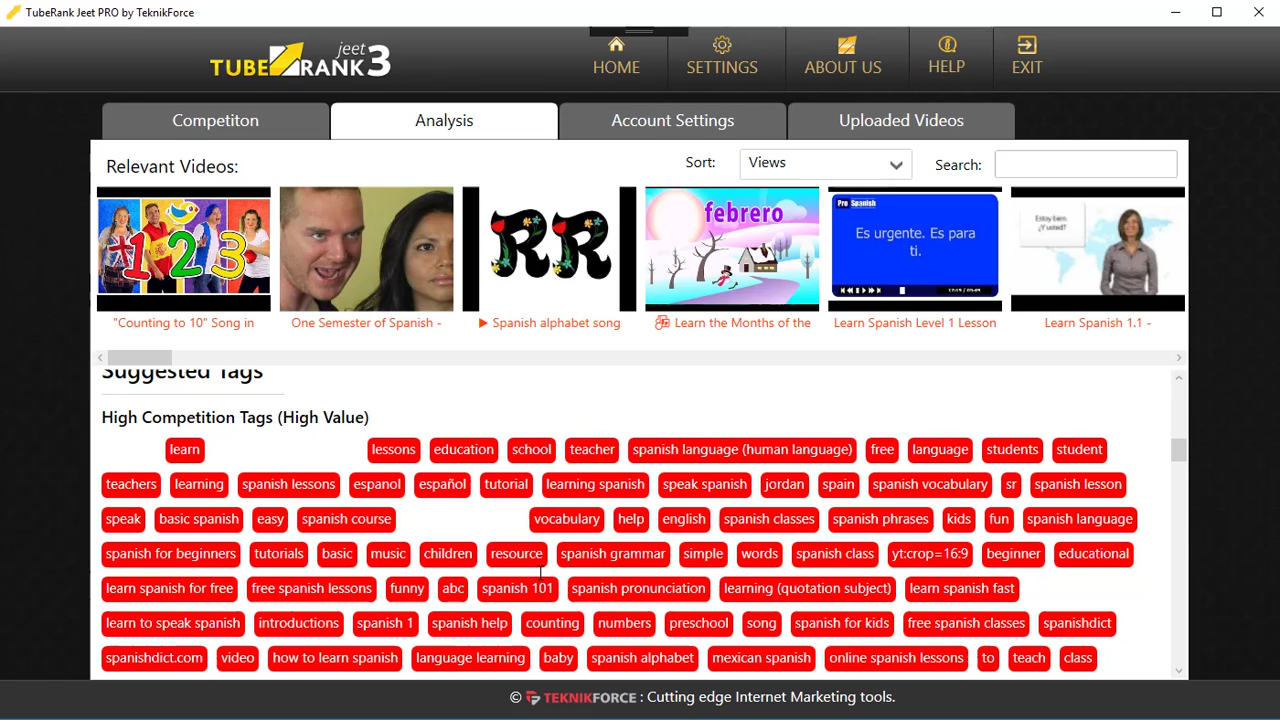 TubeRank Jeet PRO by TeknikForce
TUBE RANK jeet 3
HOME
SETTINGS
ABOUT US
HELP
EXIT
Competiton
Analysis
Account Settings
Uploaded Videos
Relevant Videos:
Sort:
Views
Search:
1 2 3
RR
febrero
Pro Spanish
Es urgente. Es para
ti.
Estoy bien.
¿Y usted?
"Counting to 10" Song in
One Semester of Spanish -
Spanish alphabet song
Learn the Months of the
Learn Spanish Level 1 Lesson
Learn Spanish 1.1 -
Suggested Tags
High Competition Tags (High Value)
learn lessons education school teacher spanish language (human language) free language students student
teachers learning spanish lessons espanol español tutorial learning spanish speak spanish jordan spain spanish vocabulary sr spanish lesson
speak basic spanish easy spanish course vocabulary help english spanish classes spanish phrases kids fun spanish language
spanish for beginners tutorials basic music children resource spanish grammar simple words spanish class yt:crop=16:9 beginner educational
learn spanish for free free spanish lessons funny abc spanish 101 spanish pronunciation learning (quotation subject) learn spanish fast
learn to speak spanish introductions spanish 1 spanish help counting numbers preschool song spanish for kids free spanish classes spanishdict
spanishdict.com video how to learn spanish language learning baby spanish alphabet mexican spanish online spanish lessons to teach class
© TEKNIKFORCE : Cutting edge Internet Marketing tools.